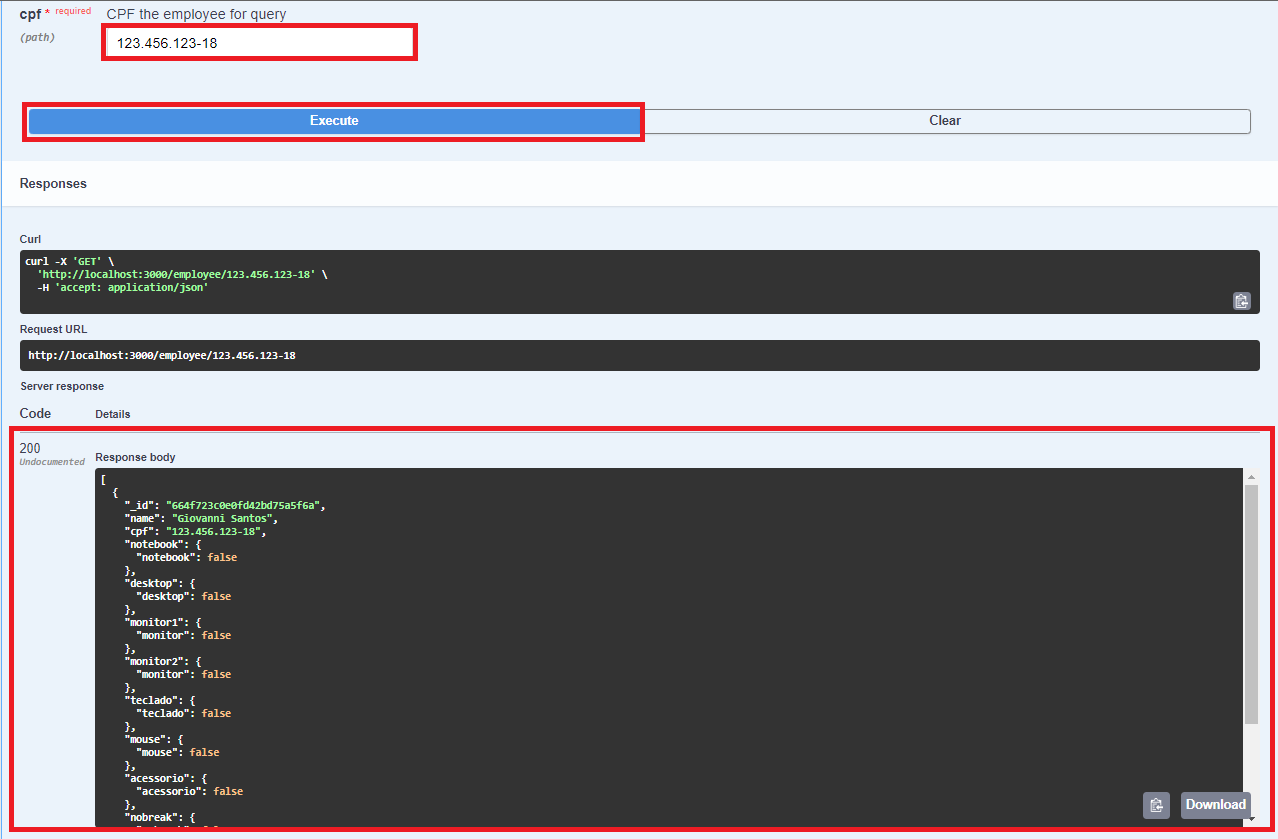 cpf * required CPF the employee for query
(path)
123.456.123-18
Execute Clear
Responses
Curl
curl -X 'GET' \
'http://localhost:3000/employee/123.456.123-18' \
-H 'accept: application/json'
Request URL
http://localhost:3000/employee/123.456.123-18
Server response
Code Details
200
Undocumented
Response body
[
{
"_id": "664f723c0e0fd42bd75a5f6a",
"name": "Giovanni Santos",
"cpf": "123.456.123-18",
"notebook": {
"notebook": false
},
"desktop": {
"desktop": false
},
"monitor1": {
"monitor": false
},
"monitor2": {
"monitor": false
},
"teclado": {
"teclado": false
},
"mouse": {
"mouse": false
},
"acessorio": {
"acessorio": false
},
"nobreak": {
Download